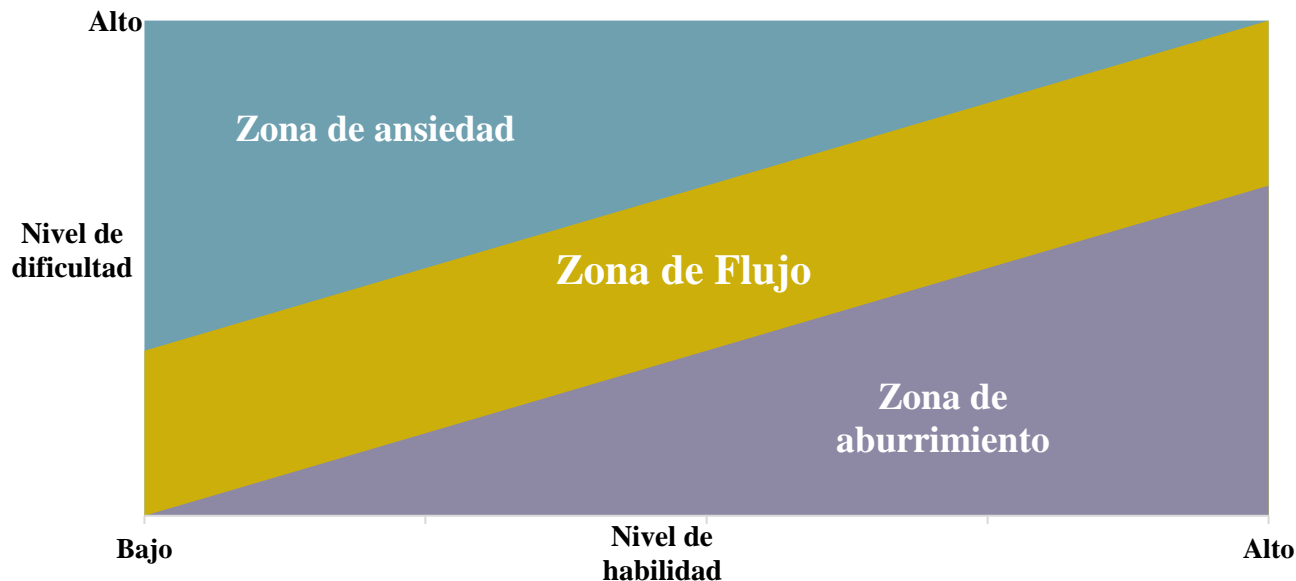 Alto
Zona de ansiedad
Nivel de
dificultad
Zona de Flujo
Zona de
aburrimiento
Bajo
Nivel de
habilidad
Alto